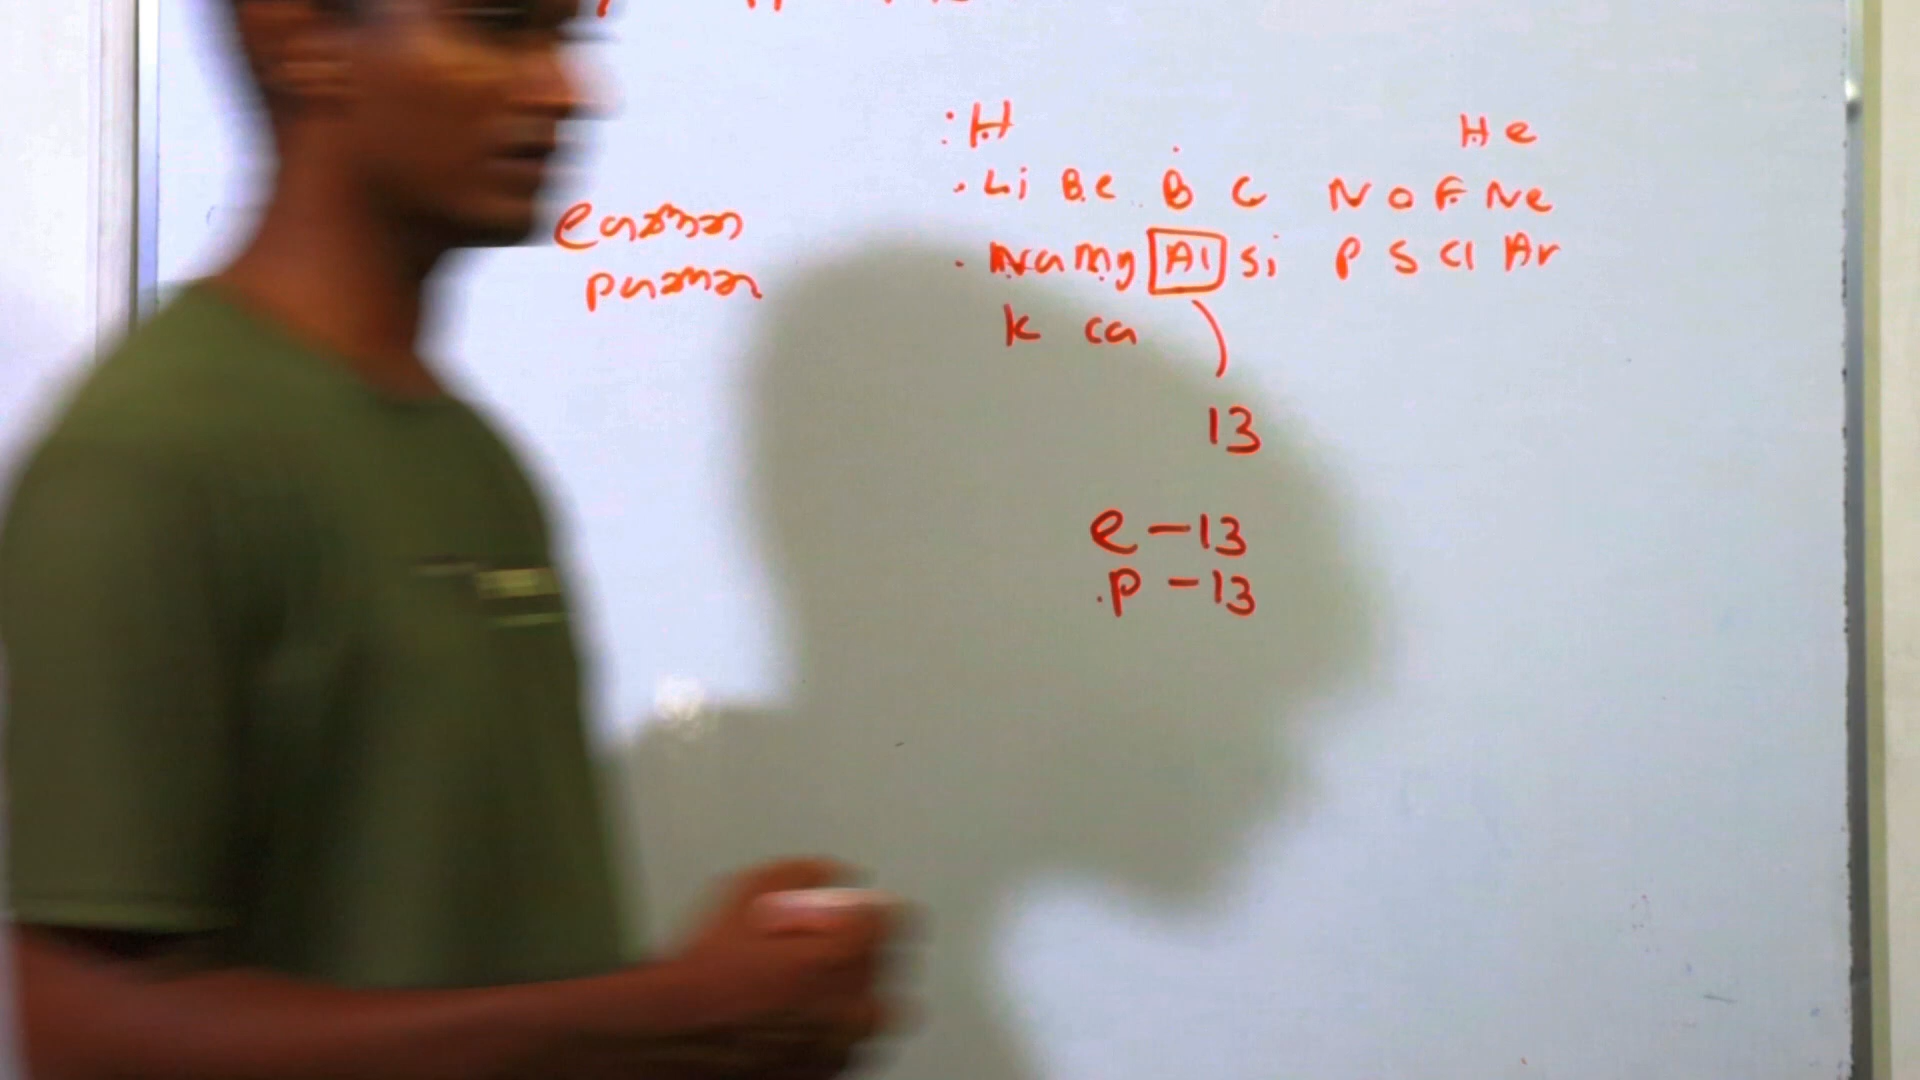 H He
Li Be B C N O F Ne
Na Mg Al Si P S Cl Ar
K Ca
13
e – 13
p – 13